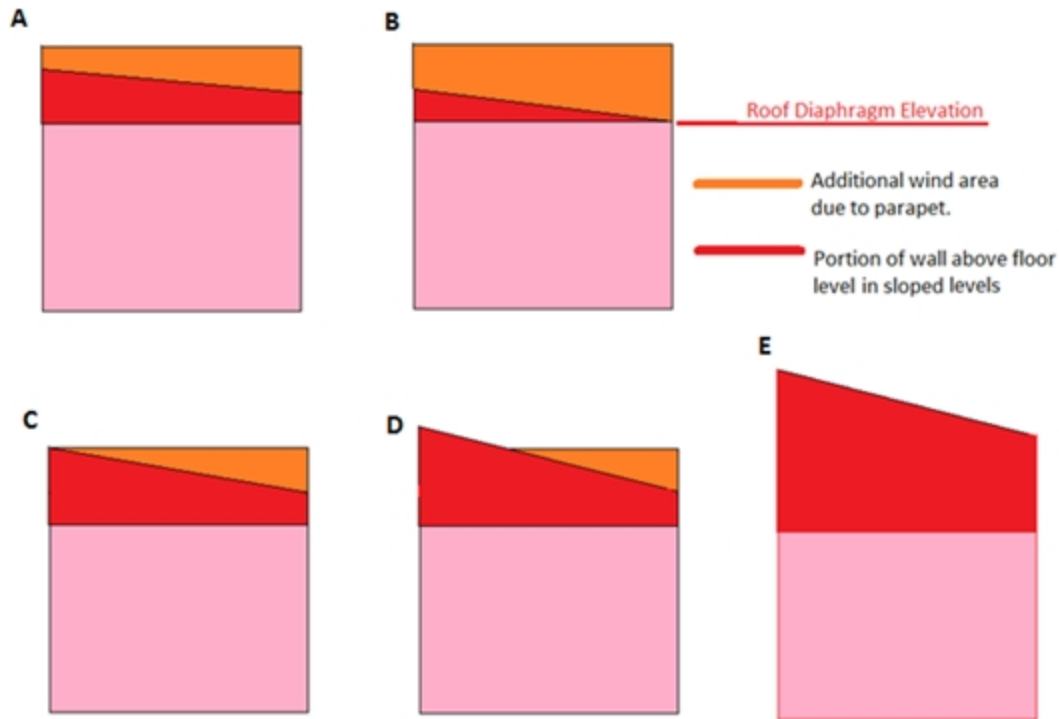 A
B
Roof Diaphragm Elevation
Additional wind area
due to parapet.
Portion of wall above floor
level in sloped levels
C
D
E